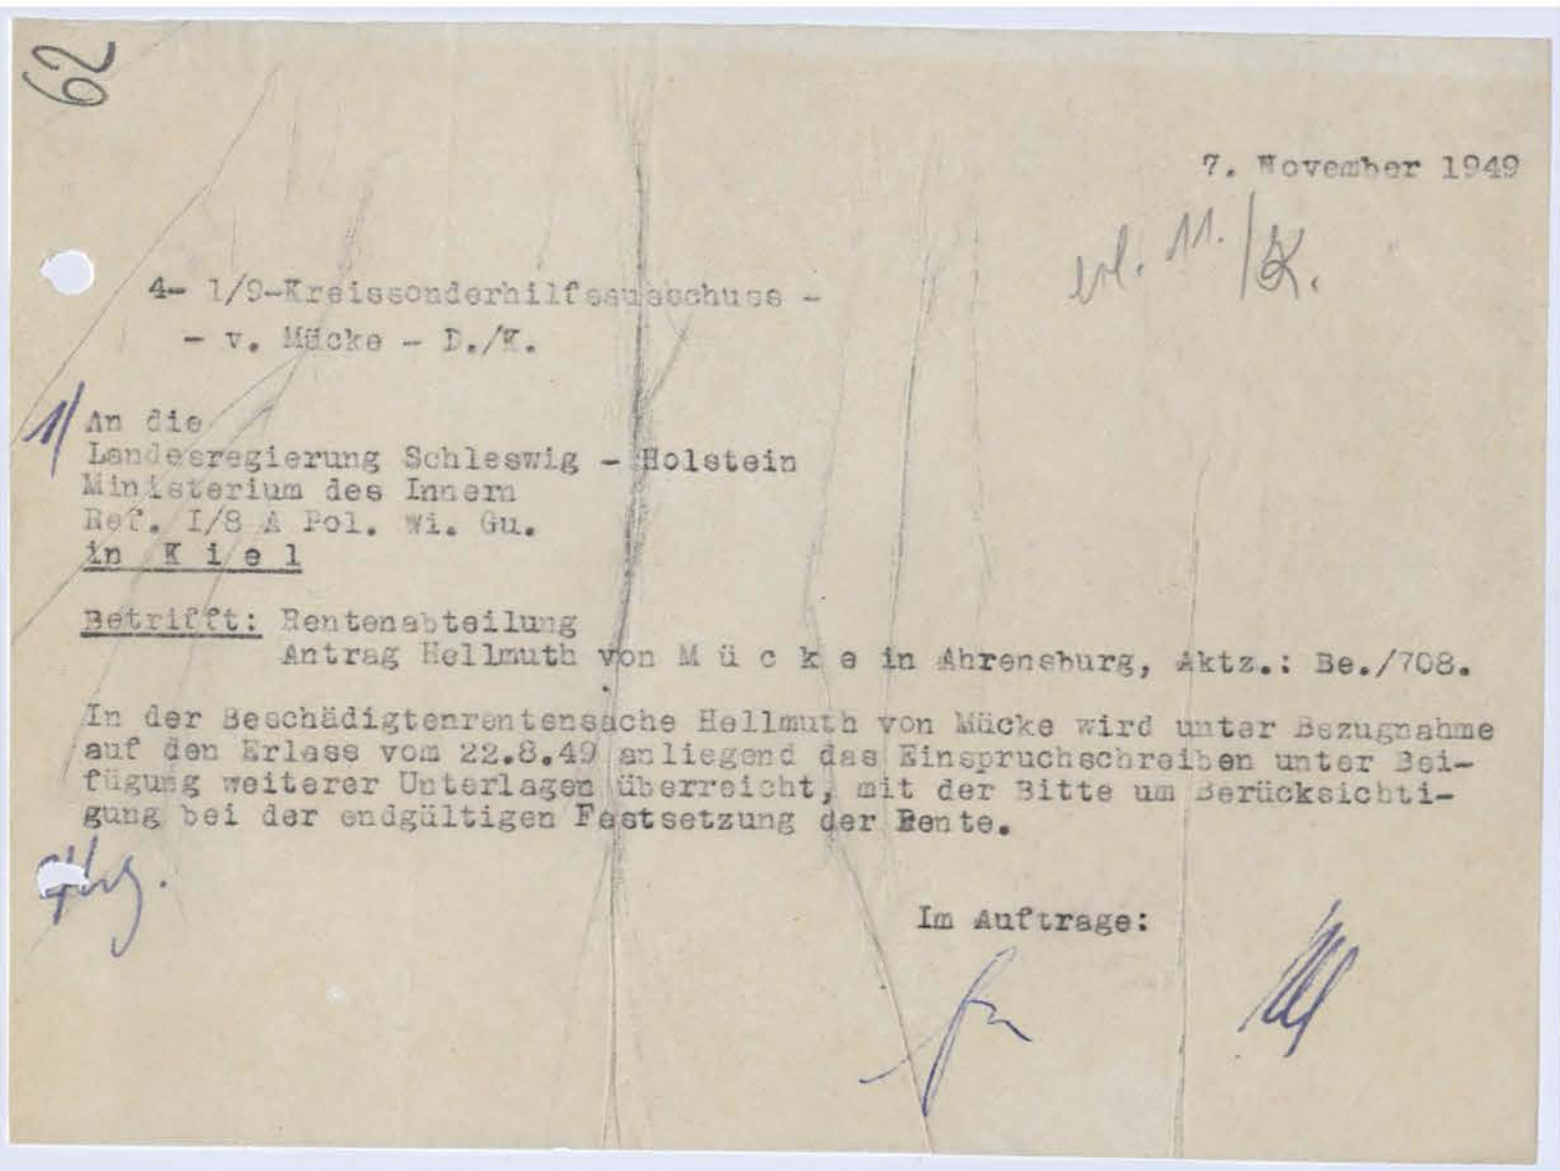 62
7. November 1949
erl. 11./K.
4- 1/9-Kreissonderhilfsausschuss -
- v. Mücke - D./K.
1/ An die
Landesregierung Schleswig - Holstein
Ministerium des Innern
Ref. I/8 A Pol. Wi. Gu.
in K i e l
Betrifft: Rentenabteilung
Antrag Hellmuth von M ü c k e in Ahrensburg, Aktz.: Be./708.
In der Beschädigtenrentensache Hellmuth von Mücke wird unter Bezugnahme
auf den Erlass vom 22.8.49 anliegend das Einspruchschreiben unter Bei-
fügung weiterer Unterlagen überreicht, mit der Bitte um Berücksichti-
gung bei der endgültigen Festsetzung der Rente.
Im Auftrage: